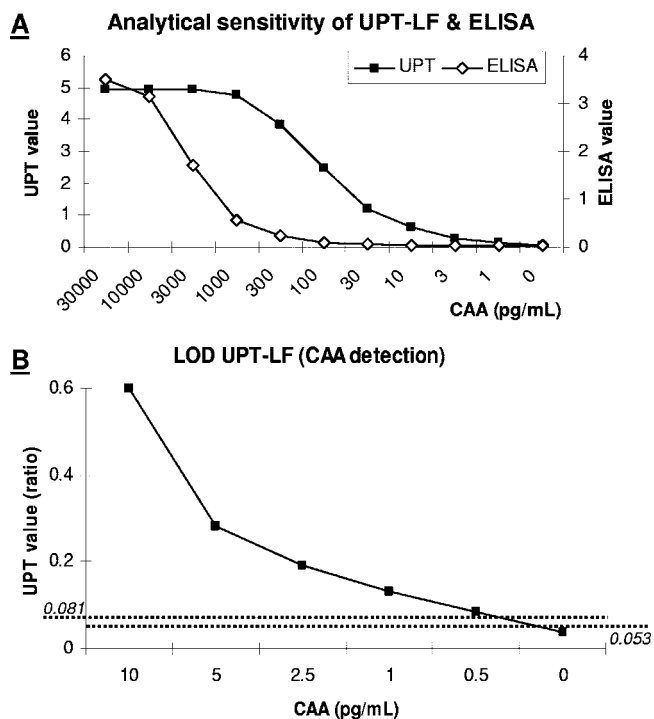 A
Analytical sensitivity of UPT-LF & ELISA
UPT ELISA
6
5
4
3
2
1
0
UPT value
4
3
2
1
0
ELISA value
30000 10000 3000 1000 300 100 30 10 3 1 0
CAA (pg/mL)
B
LOD UPT-LF (CAA detection)
0.6
0.4
0.2
0
UPT value (ratio)
0.081
0.053
10 5 2.5 1 0.5 0
CAA (pg/mL)